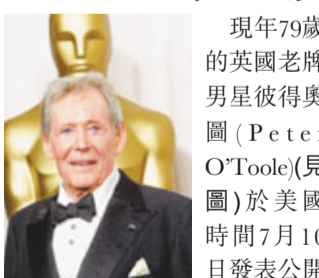 現年79歲
的英國老牌
男星彼得奧
圖(Peter
O'Toole)(見
圖)於美國
時間7月10
日發表公開